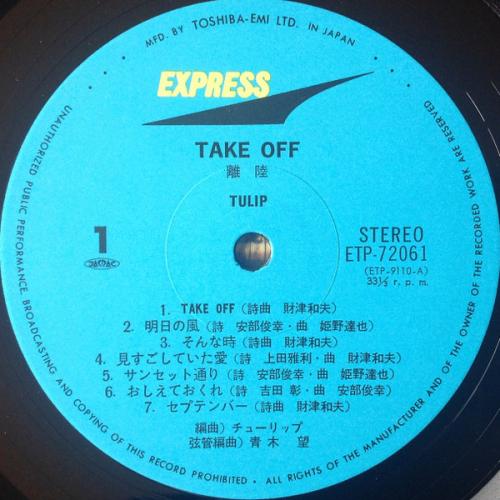 MFD. BY TOSHIBA-EMI LTD. IN JAPAN
EXPRESS
TAKE OFF
離陸
TULIP
1
STEREO
ETP-72061
(ETP-9110-A)
33⅓ r. p. m.
1. TAKE OFF (詩曲 財津和夫)
2. 明日の風 (詩 安部俊幸・曲 姫野達也)
3. そんな時 (詩曲 財津和夫)
4. 見すごしていた愛 (詩 上田雅利・曲 財津和夫)
5. サンセット通り (詩 安部俊幸・曲 姫野達也)
6. おしえておくれ (詩 吉田 彰・曲 安部俊幸)
7. セプテンバー (詩曲 財津和夫)
編曲) チューリップ
弦管編曲) 青木 望
UNAUTHORIZED PUBLIC PERFORMANCE, BROADCASTING AND COPYING OF THIS RECORD PROHIBITED • ALL RIGHTS OF THE MANUFACTURER AND OF THE OWNER OF THE RECORDED WORK ARE RESERVED